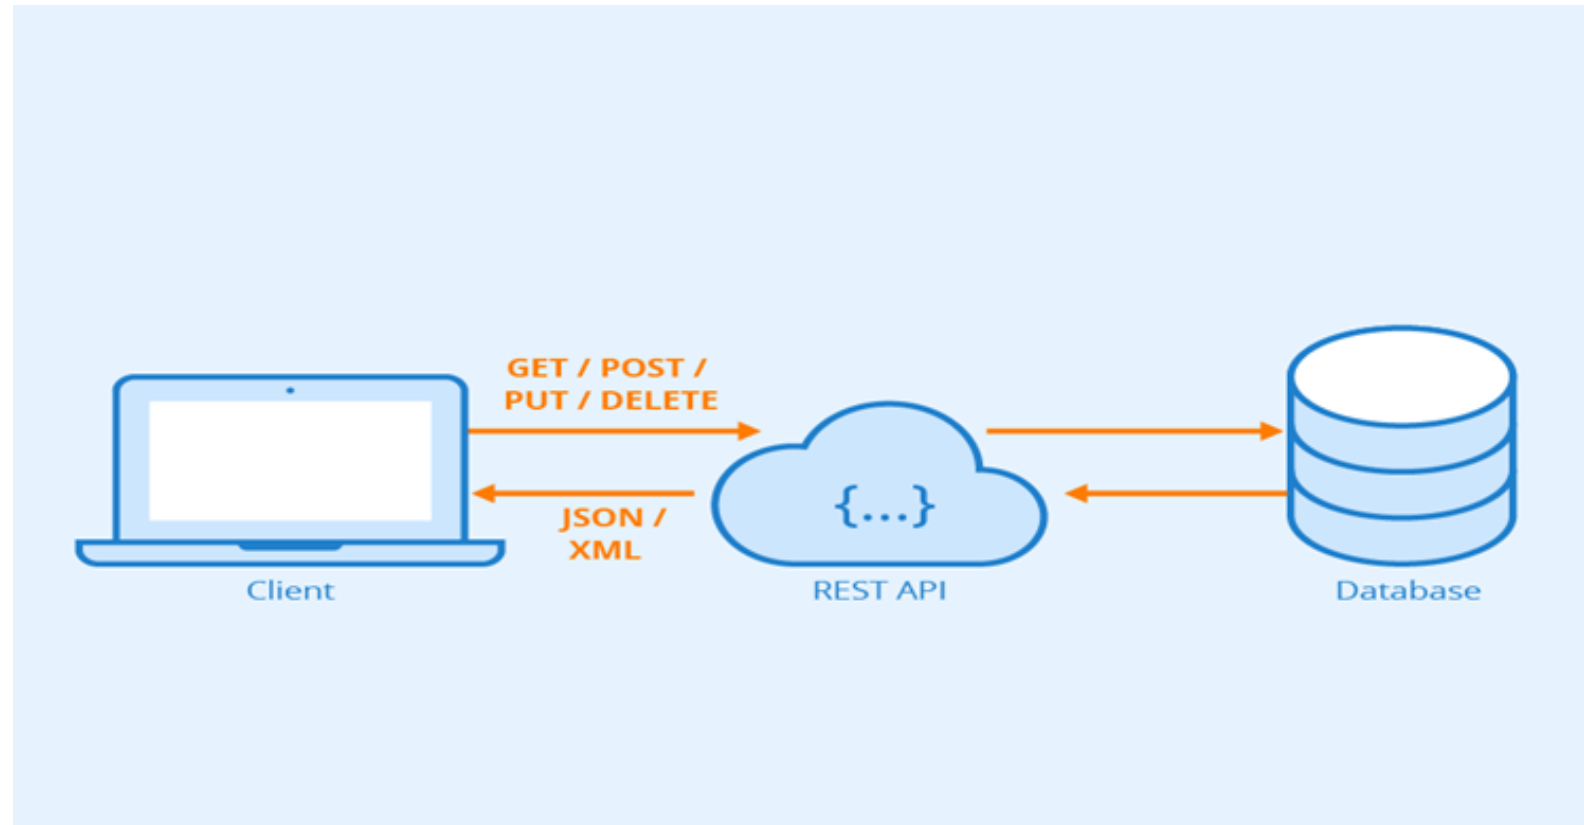 GET / POST /
PUT / DELETE
{...}
JSON /
XML
Client
REST API
Database